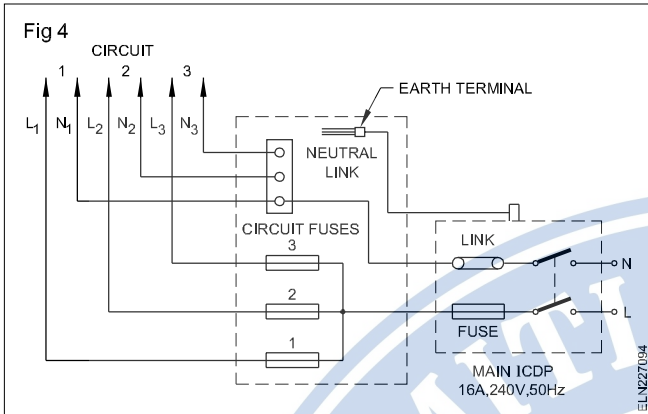 Fig 4
CIRCUIT
1 2 3
L1 N1 L2 N2 L3 N3
EARTH TERMINAL
NEUTRAL
LINK
CIRCUIT FUSES
3
2
1
LINK
N
L
FUSE
MAIN ICDP
16A,240V,50Hz
ELN227094
AITI